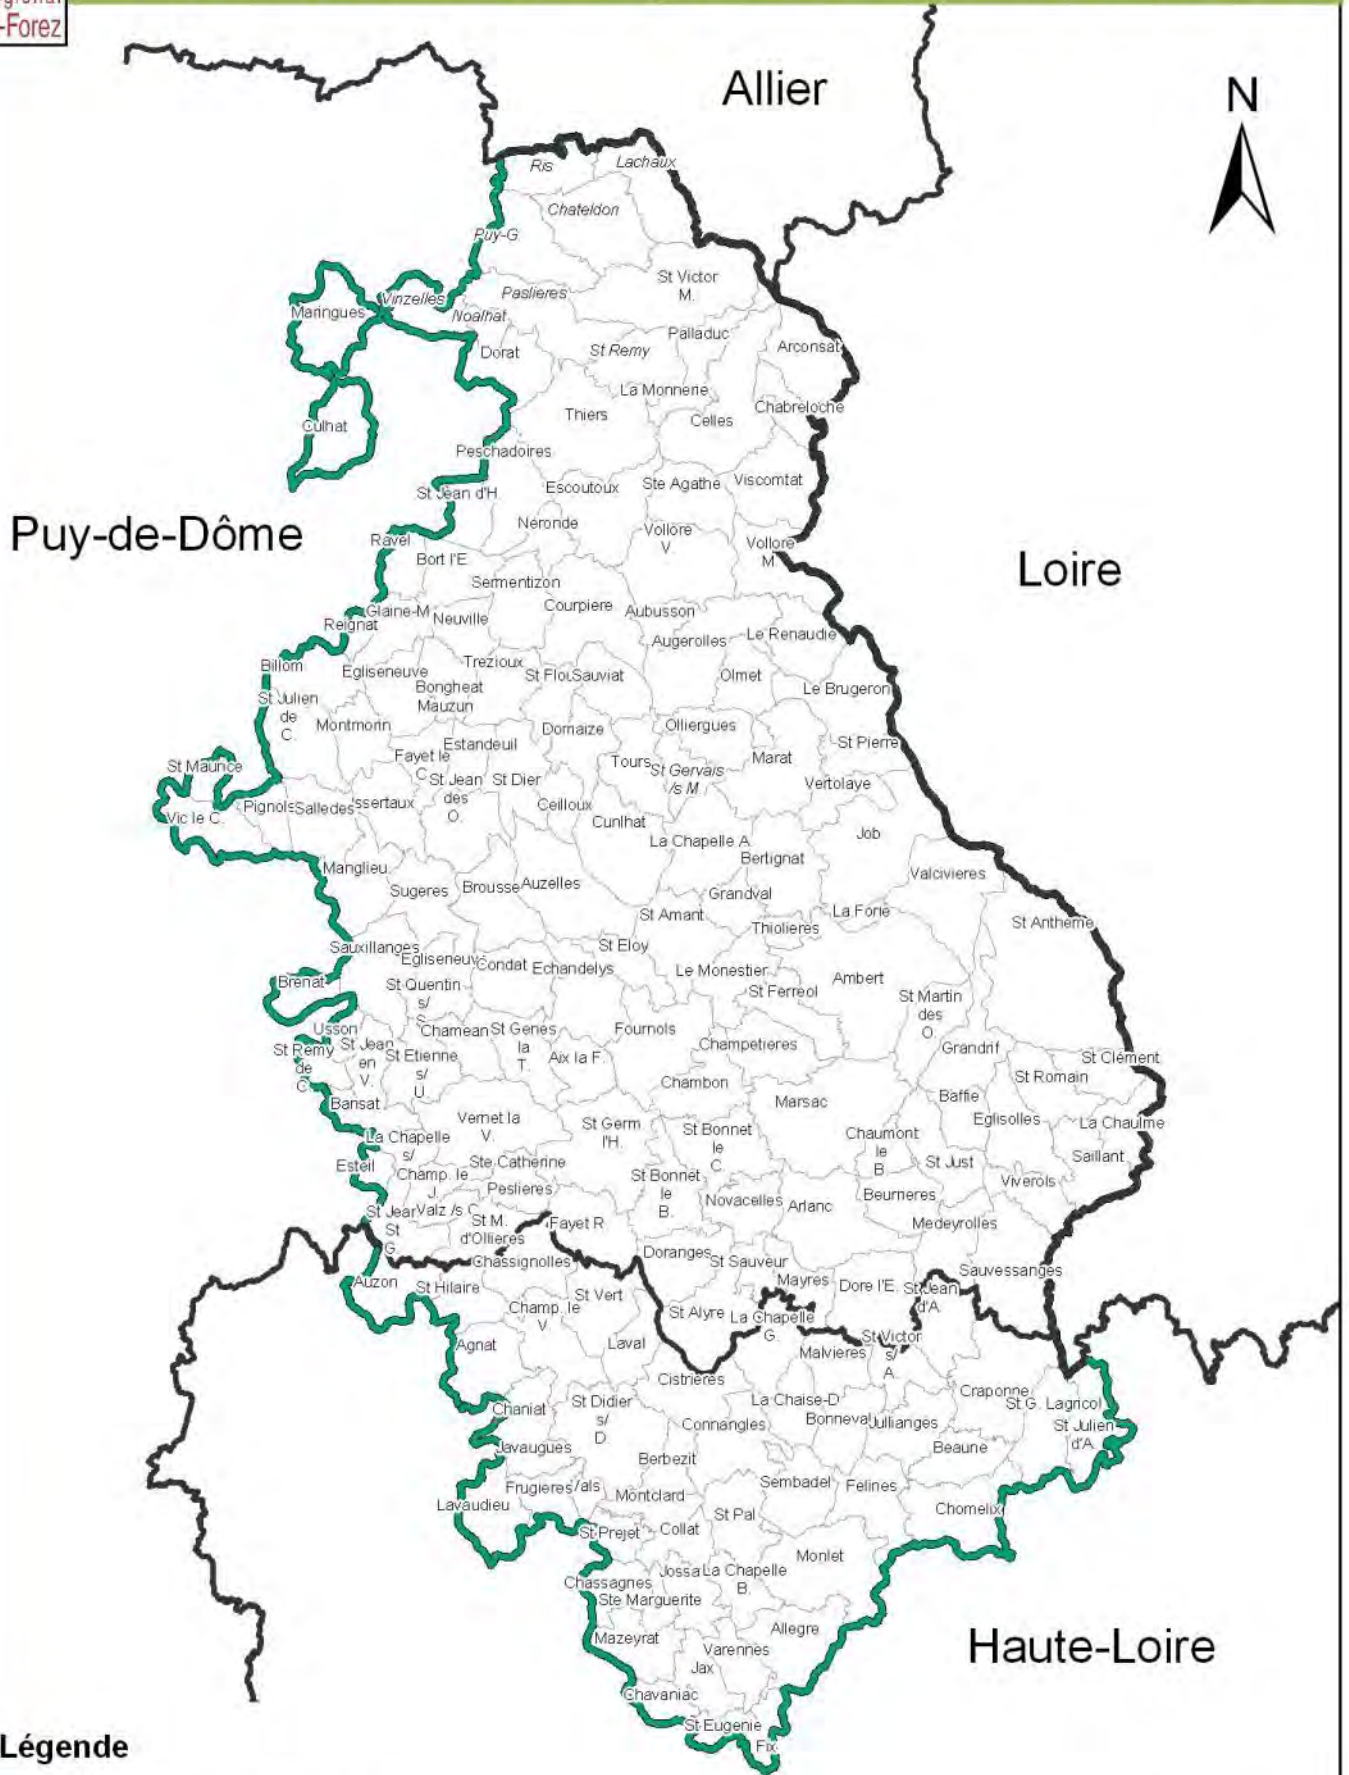 -Forez
Allier
N
Ris
Lachaux
Chateldon
Puy-G
St Victor
M.
Paslieres
Vinzelles
Maringues
Noalhat
Palladuc
Arconsat
Dorat
St Remy
La Monnerie
Chabreloche
Thiers
Celles
Culhat
Peschadoires
Escoutoux
Ste Agathe
Viscomtat
St Jean d'H.
Puy-de-Dôme
Neronde
Vollore
V
Vollore
M.
Ravel
Bort l'E
Loire
Sermentizon
Glaine-M
Neuville
Courpiere
Aubusson
Reignat
Augerolles
Le Renaudie
Billom
Egliseneuve
Trezioux
St Flou
Sauviat
Olmet
Le Brugeron
Bongheat
Mauzun
St Julien
de
C.
Montmorin
Domaize
Olliergues
Estandeuil
St Pierre
Fayet le
C
Tours
St Gervais
/s M.
Marat
St Maurice
St Jean
des
O.
St Dier
Vertolaye
Vic le C.
Pignols
Salledes
ssertaux
Ceilloux
Cunlhat
Job
La Chapelle A.
Bertignat
Manglieu
Valcivieres
Sugeres
Brousse
Auzelles
Grandval
St Amant
La Forie
St Antheme
Thiolieres
Sauxillanges
St Eloy
Egliseneuv
Condat
Echandelys
Le Monestier
Ambert
Brenat
St Quentin
s/
S
St Ferreol
St Martin
des
O.
Usson
Chamean
St Genes
la
T.
Fournols
Champetieres
St Remy
de
C
St Jean
en
V.
St Etienne
s/
U.
Aix la F.
Grandrif
St Clément
St Romain
Chambon
Bansat
Marsac
Baffie
Eglisolles
La Chaulme
Vernet la
V.
St Germ
l'H.
St Bonnet
le
C.
Chaumont
le
B
La Chapelle
s/
Saillant
Esteil
Champ. le
J.
Ste Catherine
St Just
Viverols
Peslieres
St Bonnet
le
B.
Novacelles
Arlanc
Beurneres
St Jean
St
G.
Valz /s C
St M.
d'Ollieres
Fayet R
Medeyrolles
Doranges
St Sauveur
Chassignolles
Sauvessanges
Auzon
St Hilaire
Mayres
Dore l'E.
St Jean
d'A.
St Vert
Champ. le
V.
St Alyre
La Chapelle
G.
Agnat
Laval
St Victor
s/
A.
Malvieres
Cistrieres
Craponne
Chaniat
St Didier
s/
D
La Chaise-D
St G. Lagricol
Connangles
Bonneval
Jullianges
St Julien
d'A.
Javaugues
Berbezit
Beaune
Frugieres
/als
Montclard
Sembadel
Felines
Lavaudieu
St Pal
Chomelix
St Prejet
Collat
Monlet
Jossa
La Chapelle
B.
Chassagnes
Ste Marguerite
Allegre
Mazeyrat
Varennes
Haute-Loire
Jax
Chavaniac
St Eugenie
Fix
Légende